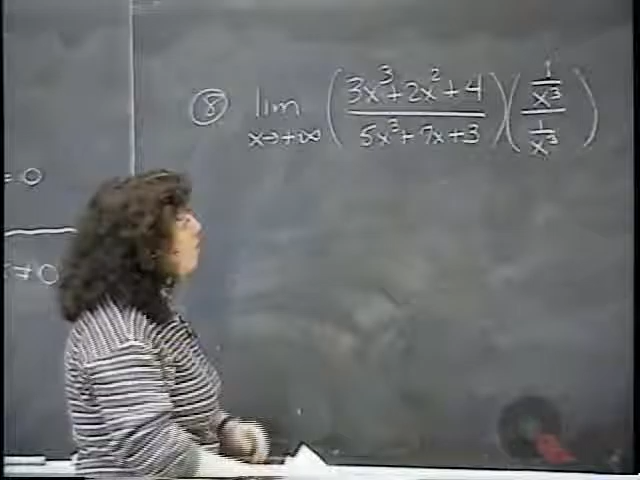 ⑧ lim x→+∞ ( (3x³+2x²+4) / (5x³+7x+3) ) ( (1/x³) / (1/x³) )
= 0
≠ 0